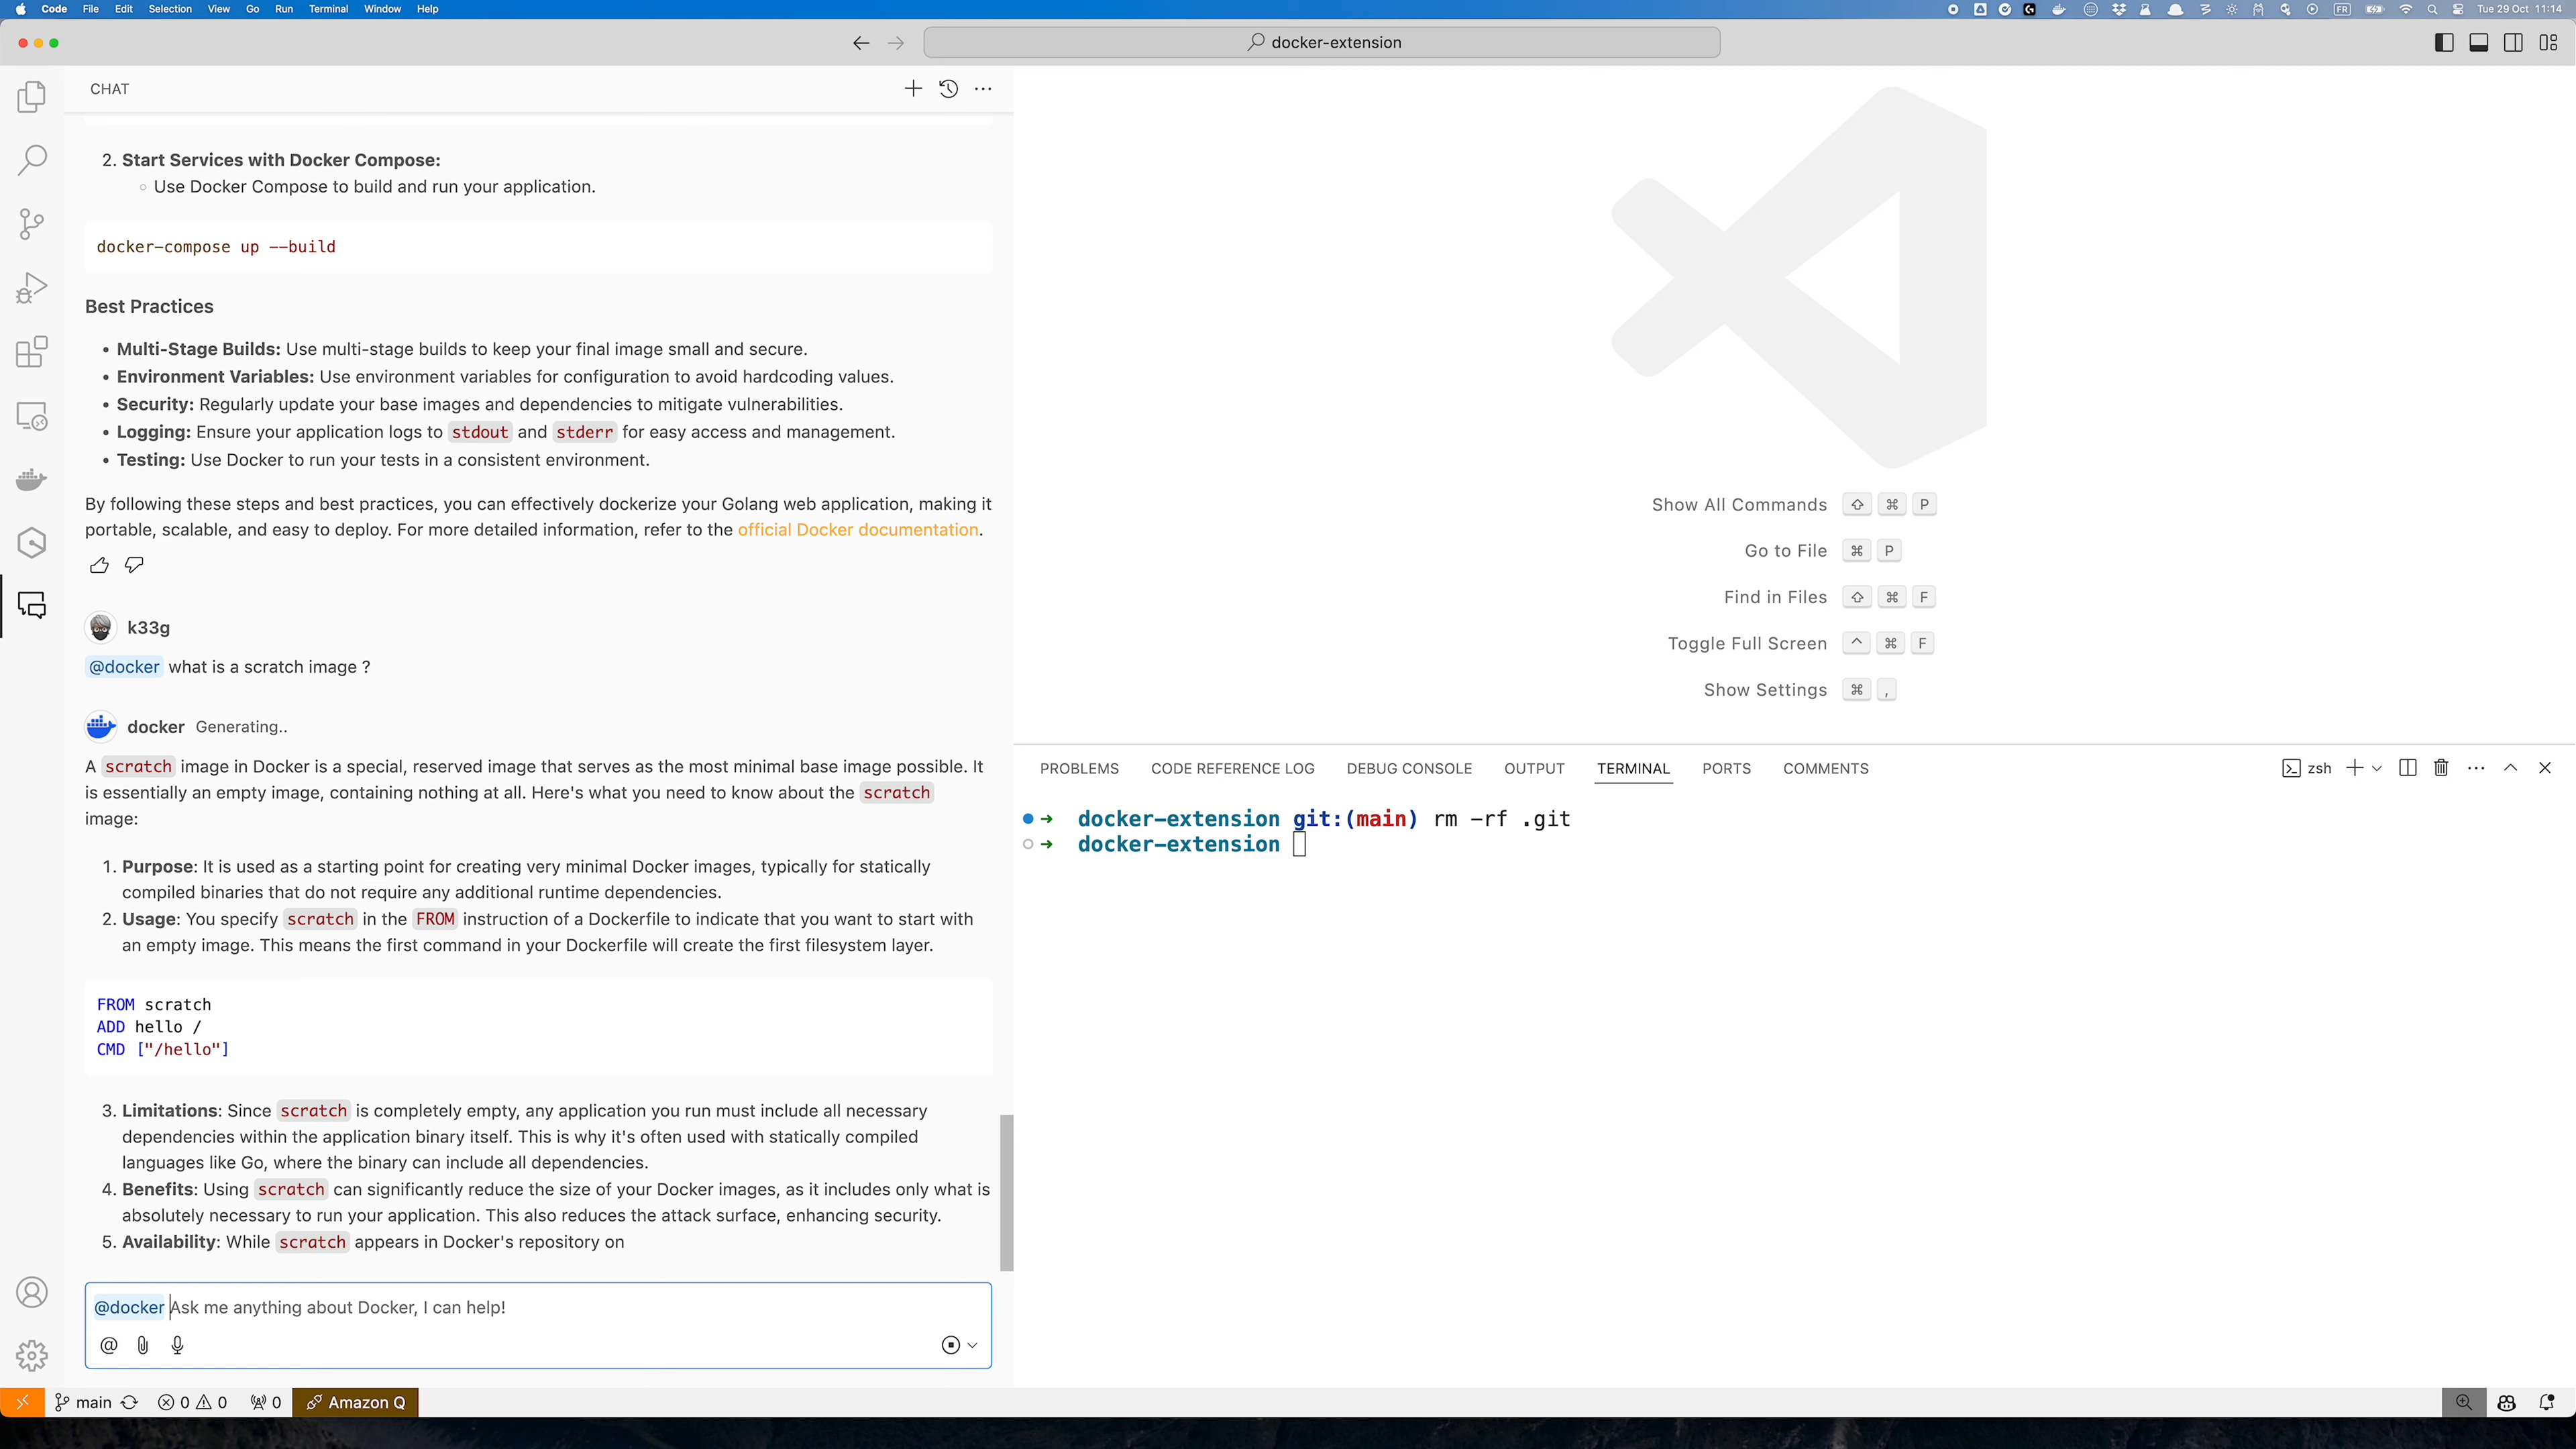 Code File Edit Selection View Go Run Terminal Window Help
FR
Tue 29 Oct 11:14
docker-extension
CHAT
2. Start Services with Docker Compose:
Use Docker Compose to build and run your application.
docker-compose up --build
Best Practices
• Multi-Stage Builds: Use multi-stage builds to keep your final image small and secure.
• Environment Variables: Use environment variables for configuration to avoid hardcoding values.
• Security: Regularly update your base images and dependencies to mitigate vulnerabilities.
• Logging: Ensure your application logs to stdout and stderr for easy access and management.
• Testing: Use Docker to run your tests in a consistent environment.
By following these steps and best practices, you can effectively dockerize your Golang web application, making it
portable, scalable, and easy to deploy. For more detailed information, refer to the official Docker documentation.
k33g
@docker what is a scratch image ?
docker Generating..
A scratch image in Docker is a special, reserved image that serves as the most minimal base image possible. It
is essentially an empty image, containing nothing at all. Here's what you need to know about the scratch
image:
1. Purpose: It is used as a starting point for creating very minimal Docker images, typically for statically
compiled binaries that do not require any additional runtime dependencies.
2. Usage: You specify scratch in the FROM instruction of a Dockerfile to indicate that you want to start with
an empty image. This means the first command in your Dockerfile will create the first filesystem layer.
FROM scratch
ADD hello /
CMD ["/hello"]
3. Limitations: Since scratch is completely empty, any application you run must include all necessary
dependencies within the application binary itself. This is why it's often used with statically compiled
languages like Go, where the binary can include all dependencies.
4. Benefits: Using scratch can significantly reduce the size of your Docker images, as it includes only what is
absolutely necessary to run your application. This also reduces the attack surface, enhancing security.
5. Availability: While scratch appears in Docker's repository on
@docker Ask me anything about Docker, I can help!
@
Show All Commands ⇧ ⌘ P
Go to File ⌘ P
Find in Files ⇧ ⌘ F
Toggle Full Screen ^ ⌘ F
Show Settings ⌘ ,
PROBLEMS CODE REFERENCE LOG DEBUG CONSOLE OUTPUT TERMINAL PORTS COMMENTS
zsh
→ docker-extension git:(main) rm -rf .git
→ docker-extension
main 0 0 0 Amazon Q